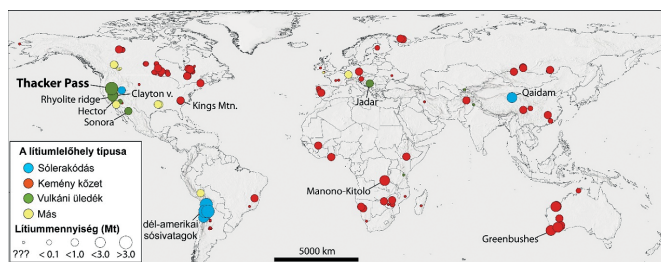 Thacker Pass
Rhyolite ridge
Clayton v.
Hector
Sonora
Kings Mtn.
Jadar
Qaidam
Manono-Kitolo
Greenbushes
dél-amerikai
sósivatagok
A lítiumlelőhely típusa
Sólerakódás
Kemény kőzet
Vulkáni üledék
Más
Lítiummennyiség (Mt)
??? < 0.1 <1.0 <3.0 >3.0
5000 km